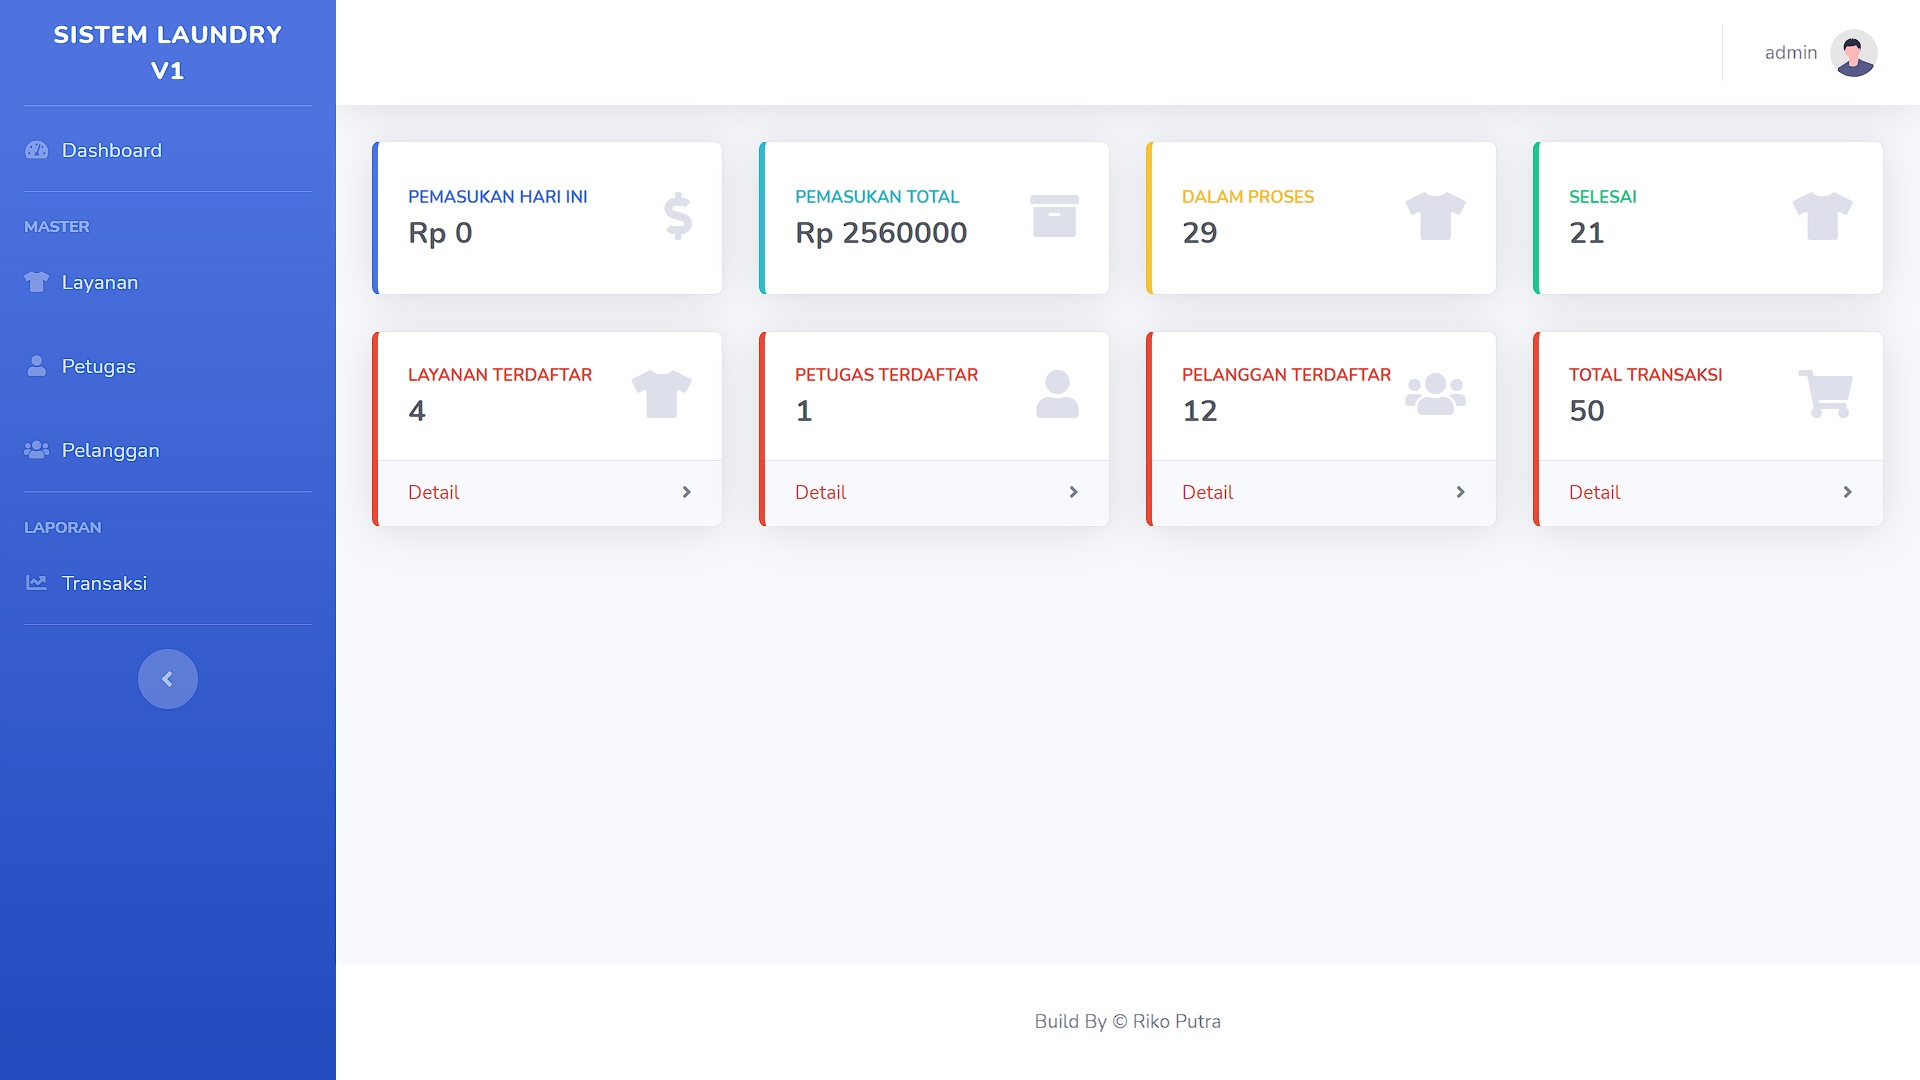 SISTEM LAUNDRY
V1
Dashboard
MASTER
Layanan
Petugas
Pelanggan
LAPORAN
Transaksi
admin
PEMASUKAN HARI INI
Rp 0
PEMASUKAN TOTAL
Rp 2560000
DALAM PROSES
29
SELESAI
21
LAYANAN TERDAFTAR
4
Detail
PETUGAS TERDAFTAR
1
Detail
PELANGGAN TERDAFTAR
12
Detail
TOTAL TRANSAKSI
50
Detail
Build By © Riko Putra